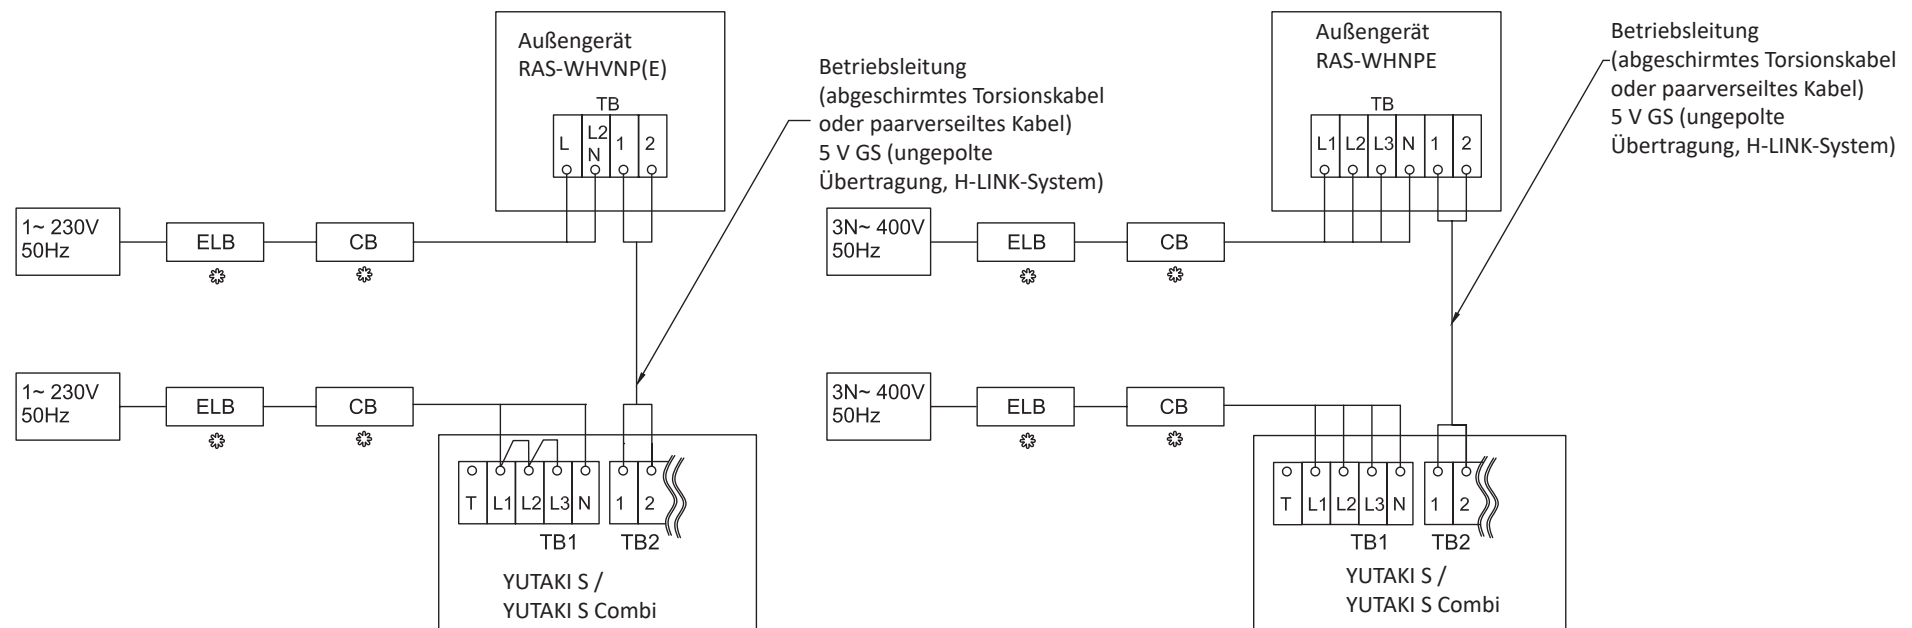 Außengerät
RAS-WHVNP(E)
TB
L
L2
N
1
2
Betriebsleitung
(abgeschirmtes Torsionskabel
oder paarverseiltes Kabel)
5 V GS (ungepolte
Übertragung, H-LINK-System)
1~ 230V
50Hz
ELB
CB
1~ 230V
50Hz
ELB
CB
T L1 L2 L3 N 1 2
TB1 TB2
YUTAKI S /
YUTAKI S Combi
Außengerät
RAS-WHNPE
TB
L1 L2 L3 N 1 2
Betriebsleitung
(abgeschirmtes Torsionskabel
oder paarverseiltes Kabel)
5 V GS (ungepolte
Übertragung, H-LINK-System)
3N~ 400V
50Hz
ELB
CB
3N~ 400V
50Hz
ELB
CB
T L1 L2 L3 N 1 2
TB1 TB2
YUTAKI S /
YUTAKI S Combi